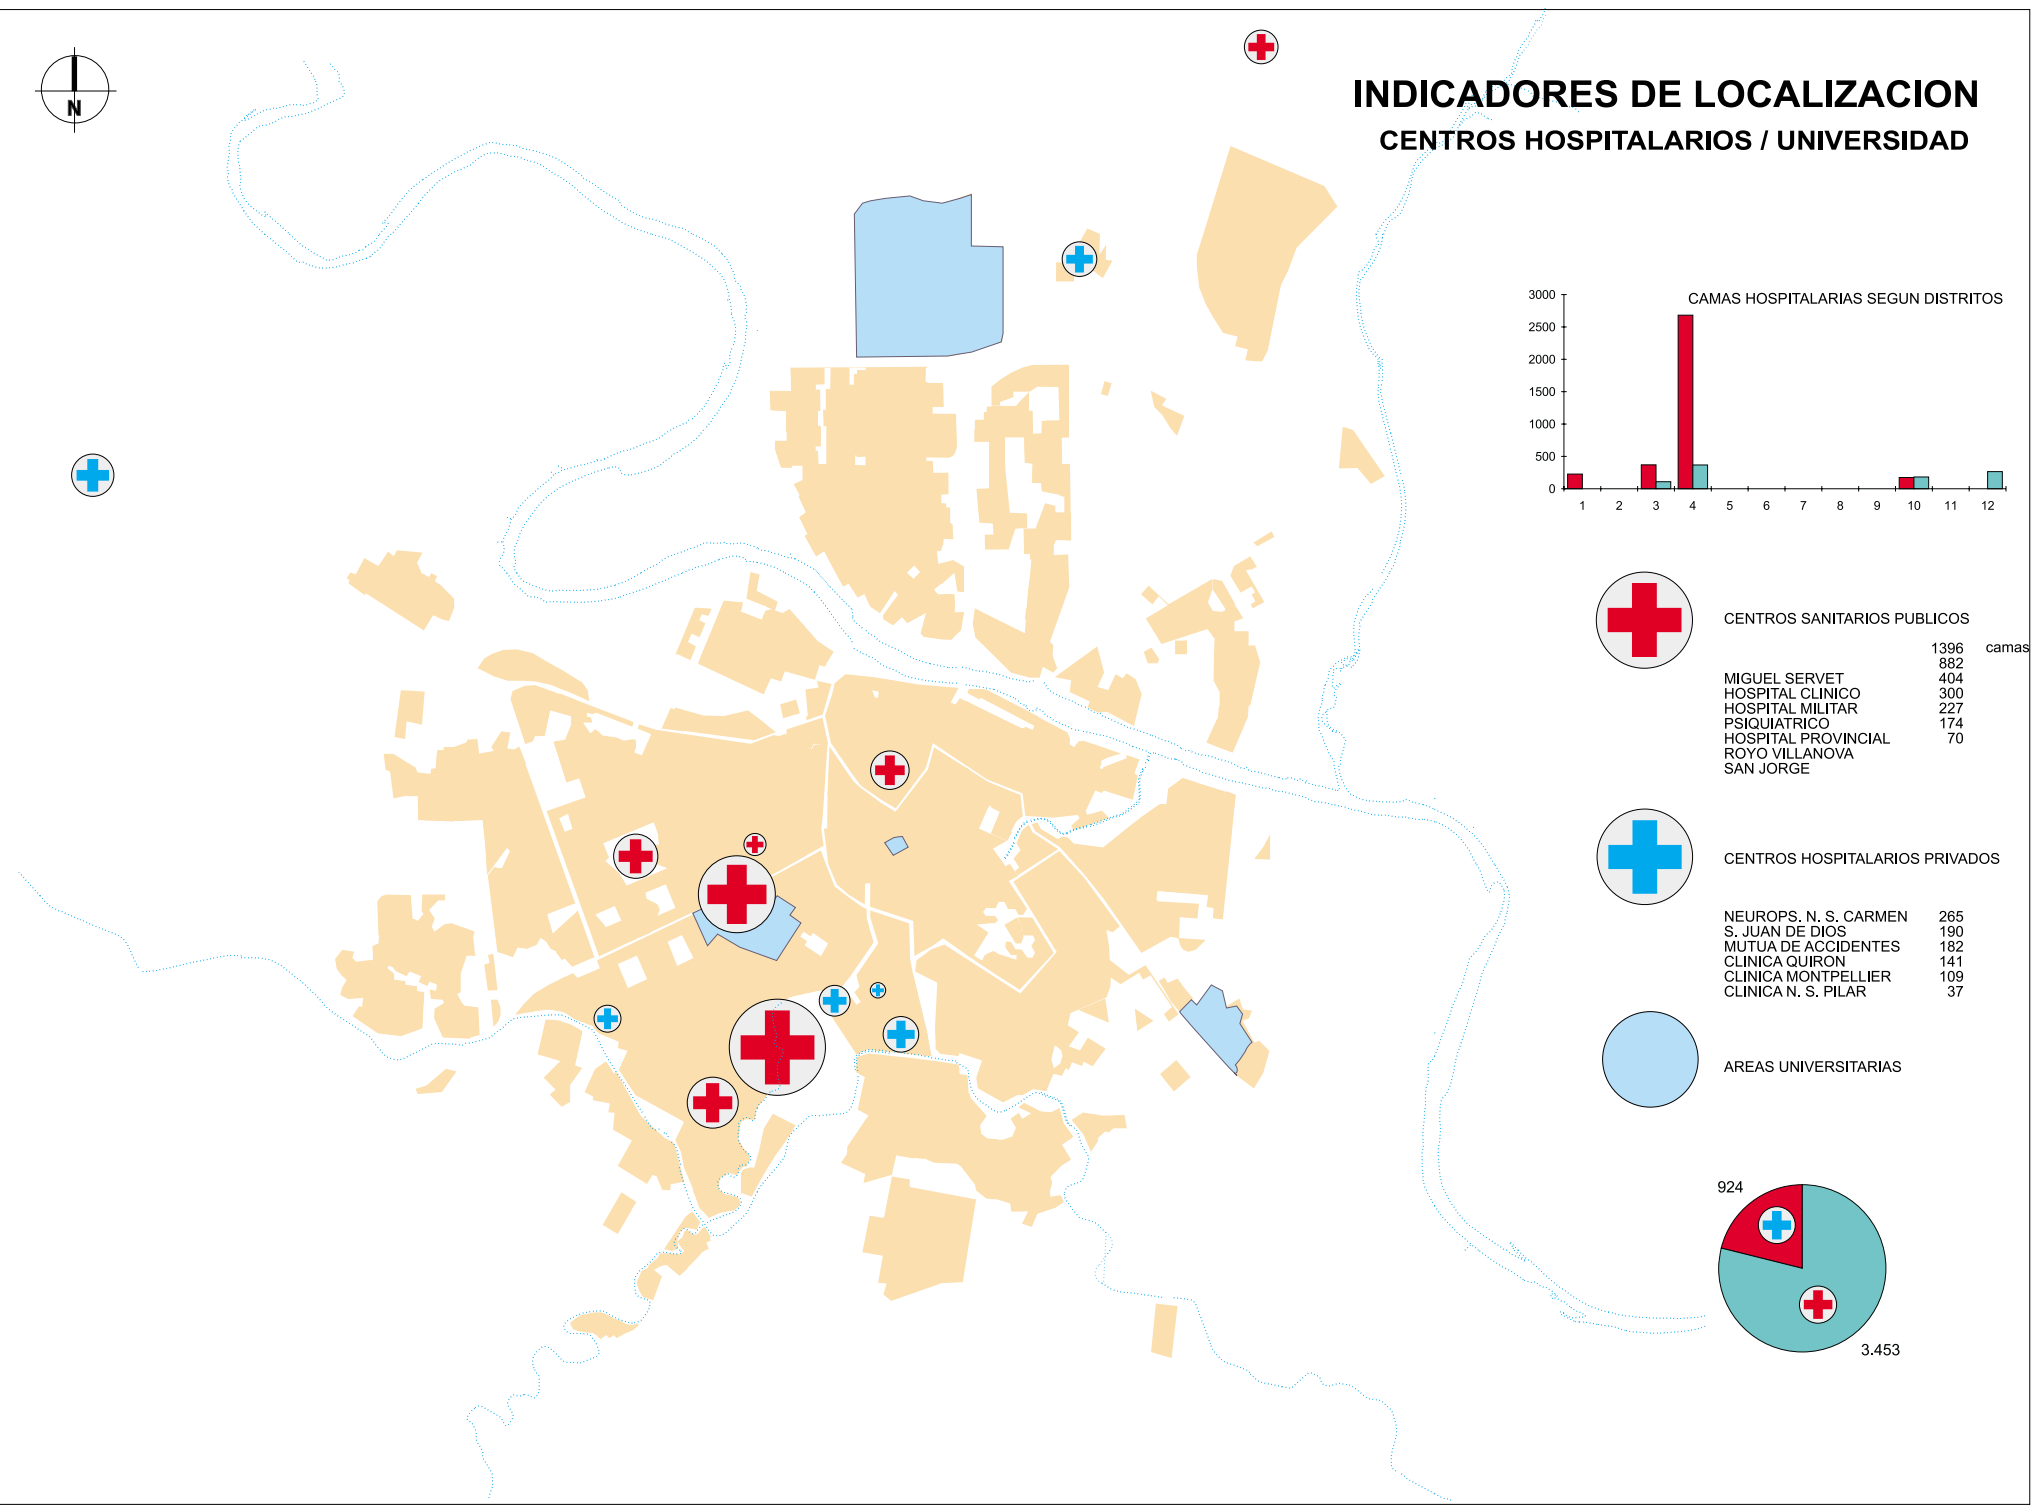 N
INDICADORES DE LOCALIZACION
CENTROS HOSPITALARIOS / UNIVERSIDAD
CAMAS HOSPITALARIAS SEGUN DISTRITOS
3000
2500
2000
1500
1000
500
0
1 2 3 4 5 6 7 8 9 10 11 12
CENTROS SANITARIOS PUBLICOS
1396 camas
882
MIGUEL SERVET 404
HOSPITAL CLINICO 300
HOSPITAL MILITAR 227
PSIQUIATRICO 174
HOSPITAL PROVINCIAL 70
ROYO VILLANOVA
SAN JORGE
CENTROS HOSPITALARIOS PRIVADOS
NEUROPS. N. S. CARMEN 265
S. JUAN DE DIOS 190
MUTUA DE ACCIDENTES 182
CLINICA QUIRON 141
CLINICA MONTPELLIER 109
CLINICA N. S. PILAR 37
AREAS UNIVERSITARIAS
924
3.453